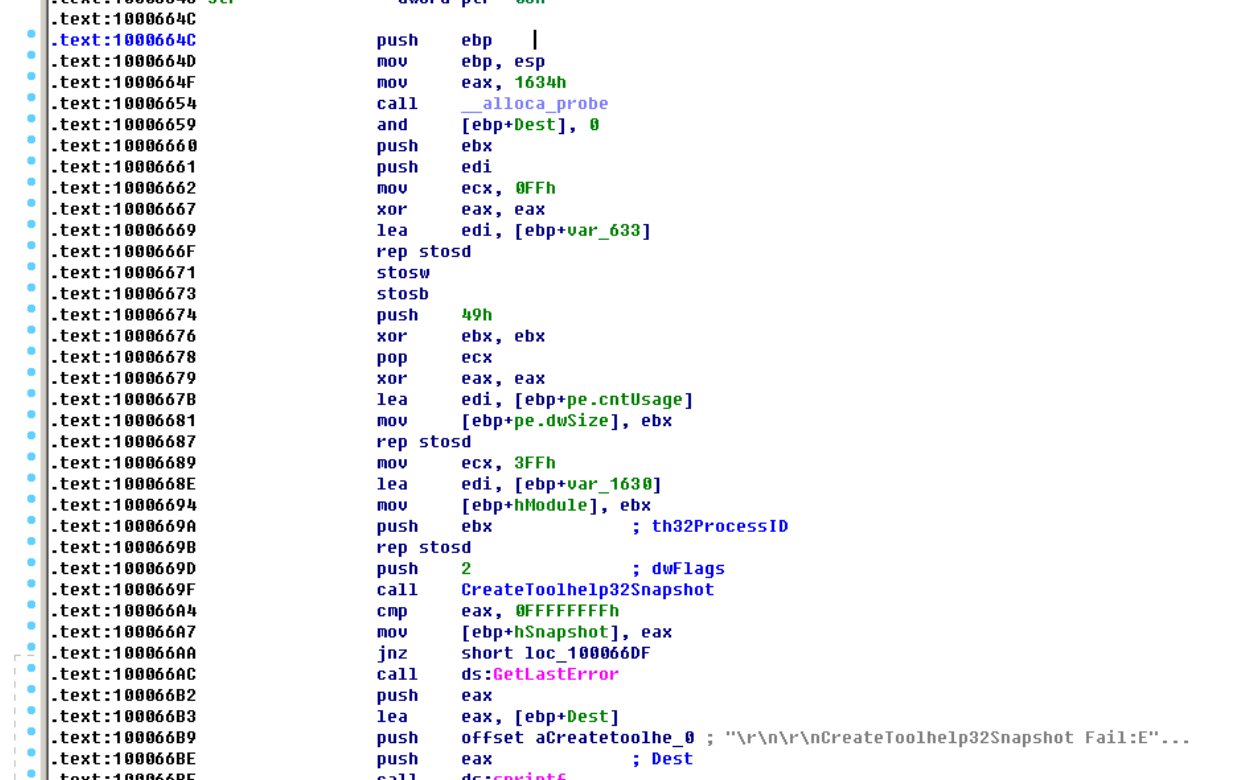 .text:1000664C
.text:1000664C push ebp
.text:1000664D mov ebp, esp
.text:1000664F mov eax, 1634h
.text:10006654 call __alloca_probe
.text:10006659 and [ebp+Dest], 0
.text:10006660 push ebx
.text:10006661 push edi
.text:10006662 mov ecx, 0FFh
.text:10006667 xor eax, eax
.text:10006669 lea edi, [ebp+var_633]
.text:1000666F rep stosd
.text:10006671 stosw
.text:10006673 stosb
.text:10006674 push 49h
.text:10006676 xor ebx, ebx
.text:10006678 pop ecx
.text:10006679 xor eax, eax
.text:1000667B lea edi, [ebp+pe.cntUsage]
.text:10006681 mov [ebp+pe.dwSize], ebx
.text:10006687 rep stosd
.text:10006689 mov ecx, 3FFh
.text:1000668E lea edi, [ebp+var_1630]
.text:10006694 mov [ebp+hModule], ebx
.text:1000669A push ebx ; th32ProcessID
.text:1000669B rep stosd
.text:1000669D push 2 ; dwFlags
.text:1000669F call CreateToolhelp32Snapshot
.text:100066A4 cmp eax, 0FFFFFFFFh
.text:100066A7 mov [ebp+hSnapshot], eax
.text:100066AA jnz short loc_100066DF
.text:100066AC call ds:GetLastError
.text:100066B2 push eax
.text:100066B3 lea eax, [ebp+Dest]
.text:100066B9 push offset aCreatetoolhe_0 ; "\r\n\r\nCreateToolhelp32Snapshot Fail:E"...
.text:100066BE push eax ; Dest
.text:100066BF call ds:sprintf